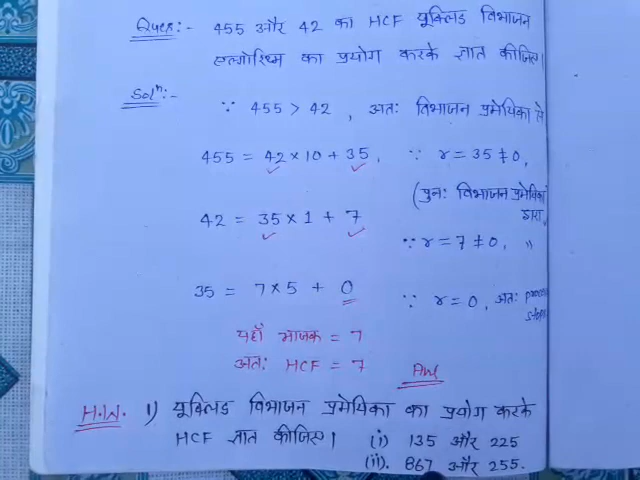 Ques:- 455 और 42 का HCF यूक्लिड विभाजन
एल्गोरिथ्म का प्रयोग करके ज्ञात कीजिए।
Solⁿ:-
∵ 455 > 42 , अतः विभाजन प्रमेयिका से
455 = 42 × 10 + 35, ∵ r = 35 ≠ 0,
(पुनः विभाजन प्रमेयिका
द्वारा,
42 = 35 × 1 + 7
∵ r = 7 ≠ 0, "
35 = 7 × 5 + 0 ∵ r = 0, अतः process
stops
यहाँ भाजक = 7
अतः HCF = 7
Ans
H.W. 1) यूक्लिड विभाजन प्रमेयिका का प्रयोग करके
HCF ज्ञात कीजिए। (i) 135 और 225
(ii). 867 और 255.